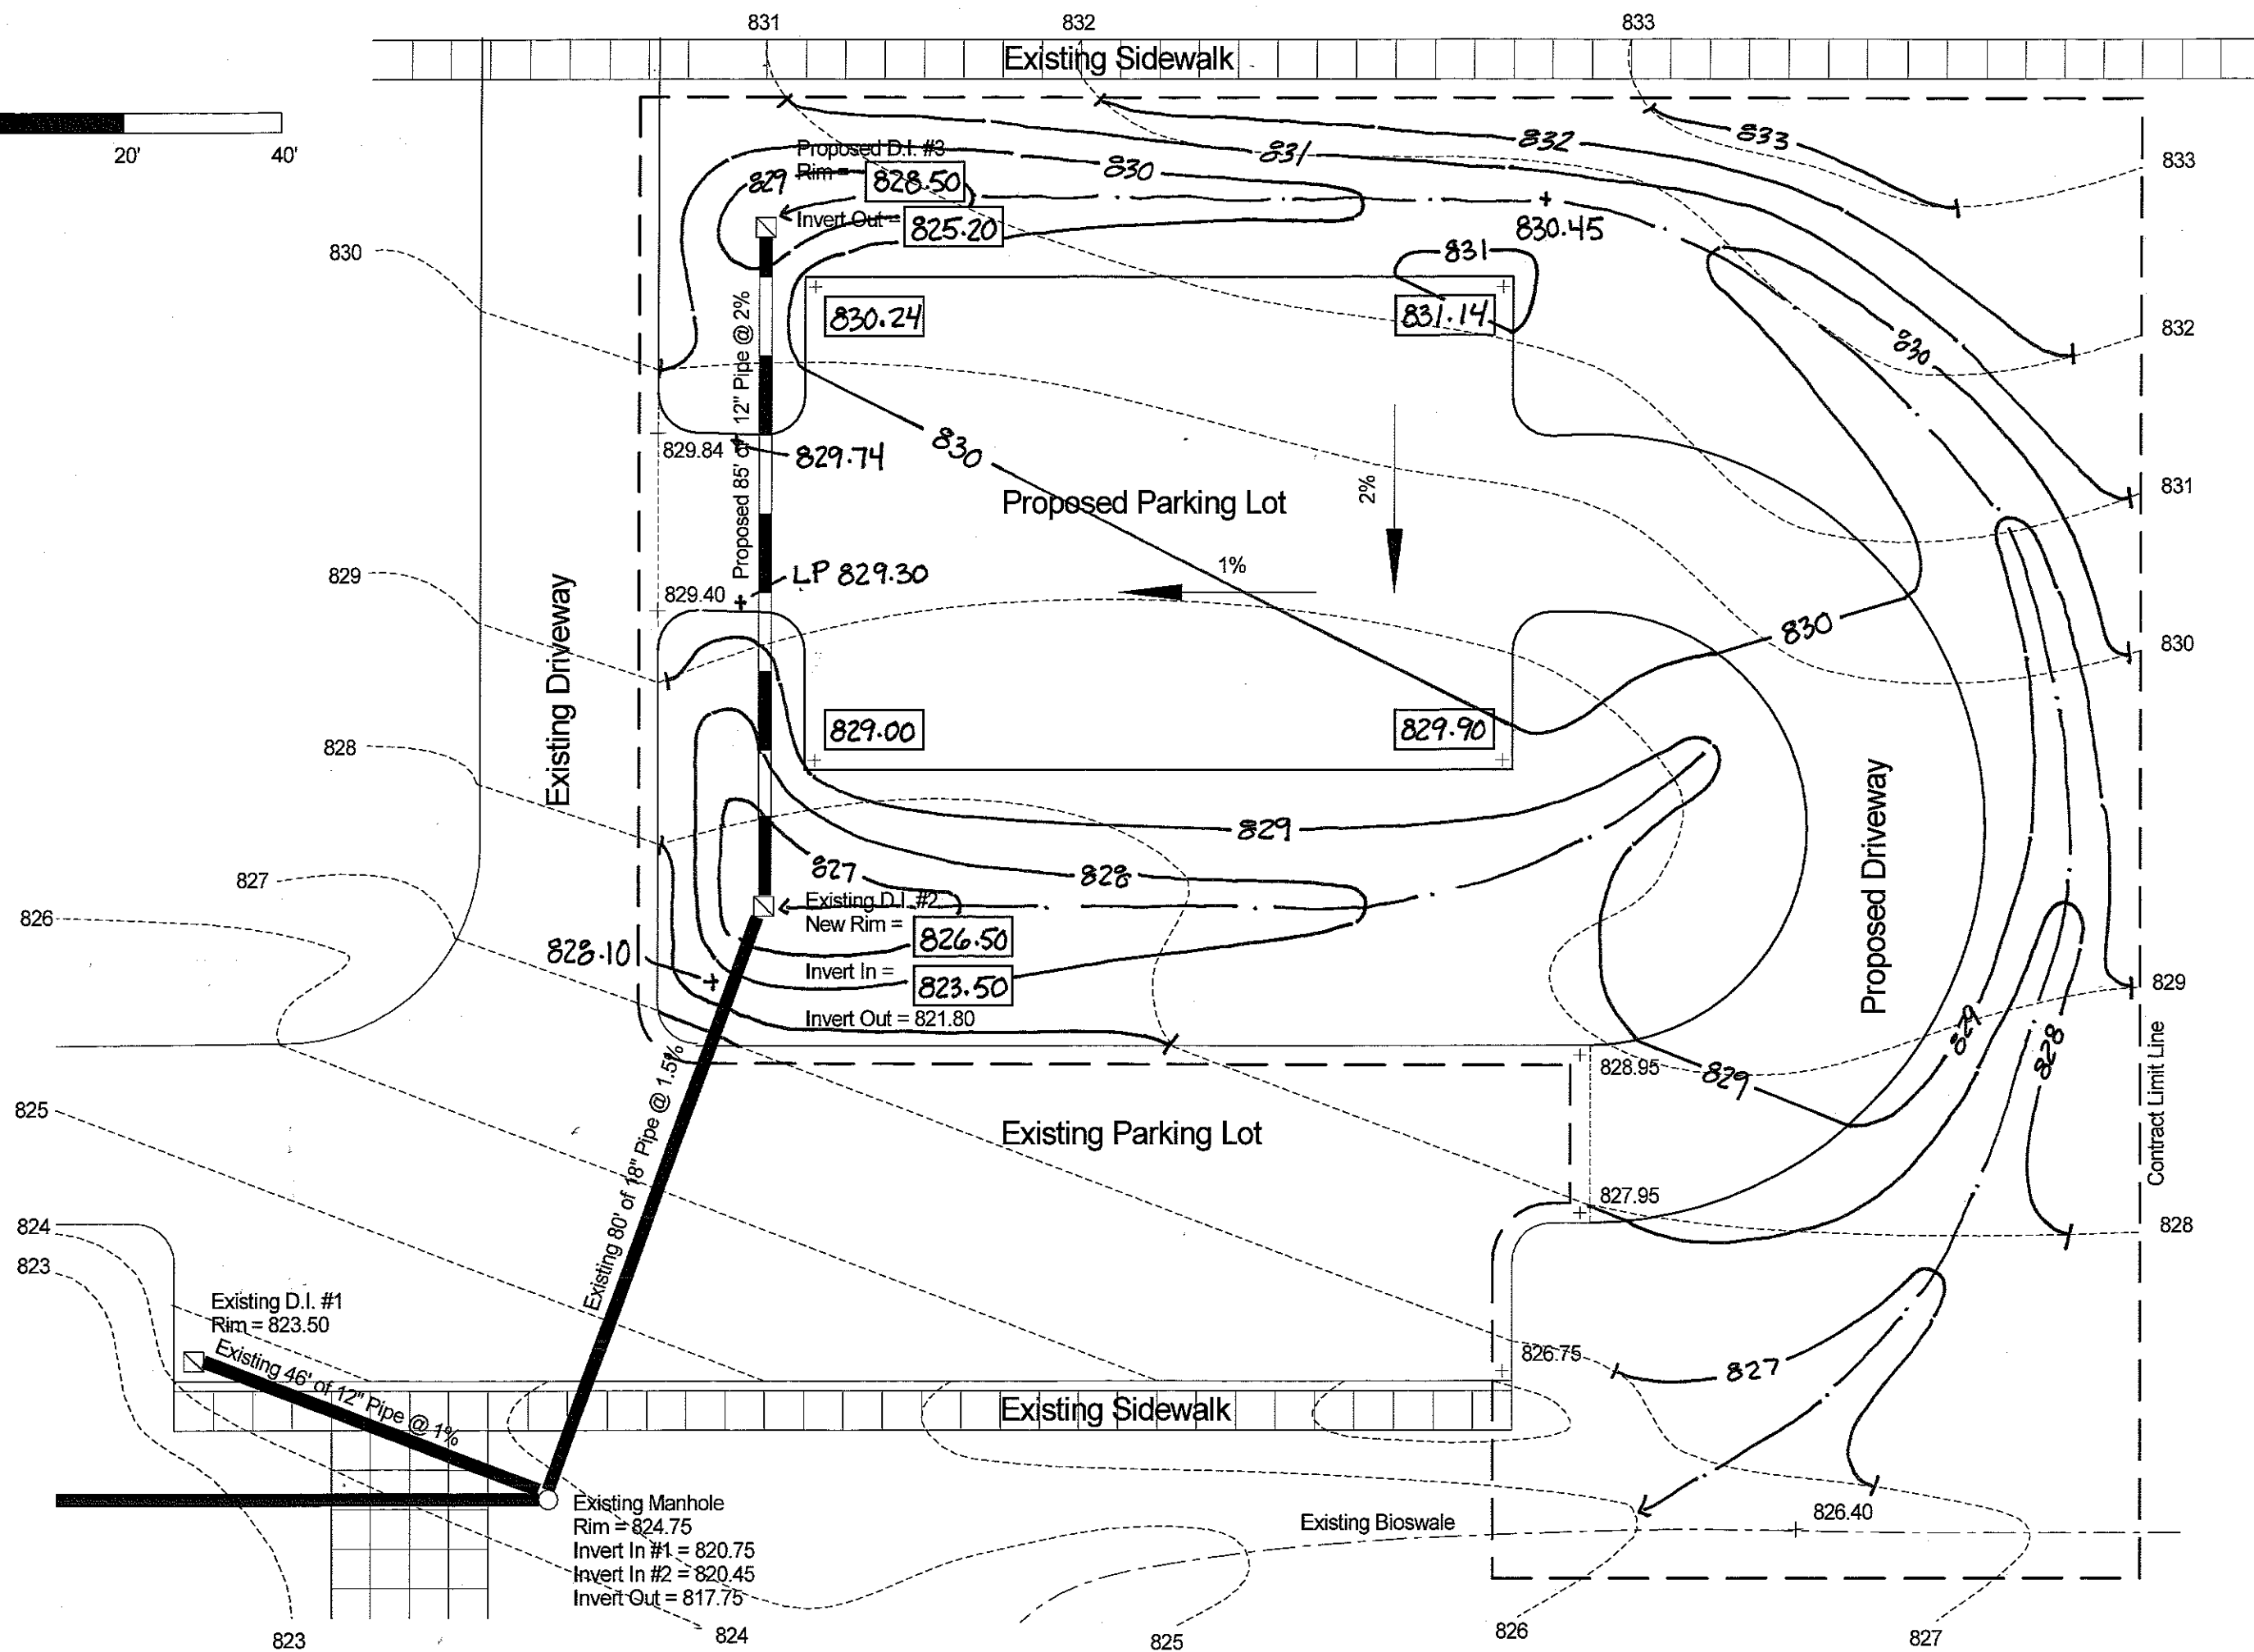 831
832
833
Existing Sidewalk
20'
40'
Proposed D.I. #3
Rim = 828.50
Invert Out = 825.20
829
830
831
832
833
833
830.45
831
830
830.24
831.14
832
830
829.84
829.74
830
Proposed 85' of 12" Pipe @ 2%
Proposed Parking Lot
2%
831
1%
LP 829.30
829
829.40
830
830
Existing Driveway
829.00
829.90
828
Proposed Driveway
829
827
828
827
Existing D.I. #2
New Rim = 826.50
826
828.10
Invert In = 823.50
Invert Out = 821.80
829
829
828
828.95
829
Contract Limit Line
825
Existing Parking Lot
Existing 80' of 18" Pipe @ 1.5%
827.95
828
824
823
Existing D.I. #1
Rim = 823.50
Existing 46' of 12" Pipe @ 1%
826.75
827
Existing Sidewalk
Existing Manhole
Rim = 824.75
Invert In #1 = 820.75
Invert In #2 = 820.45
Invert Out = 817.75
Existing Bioswale
826.40
823
824
825
826
827